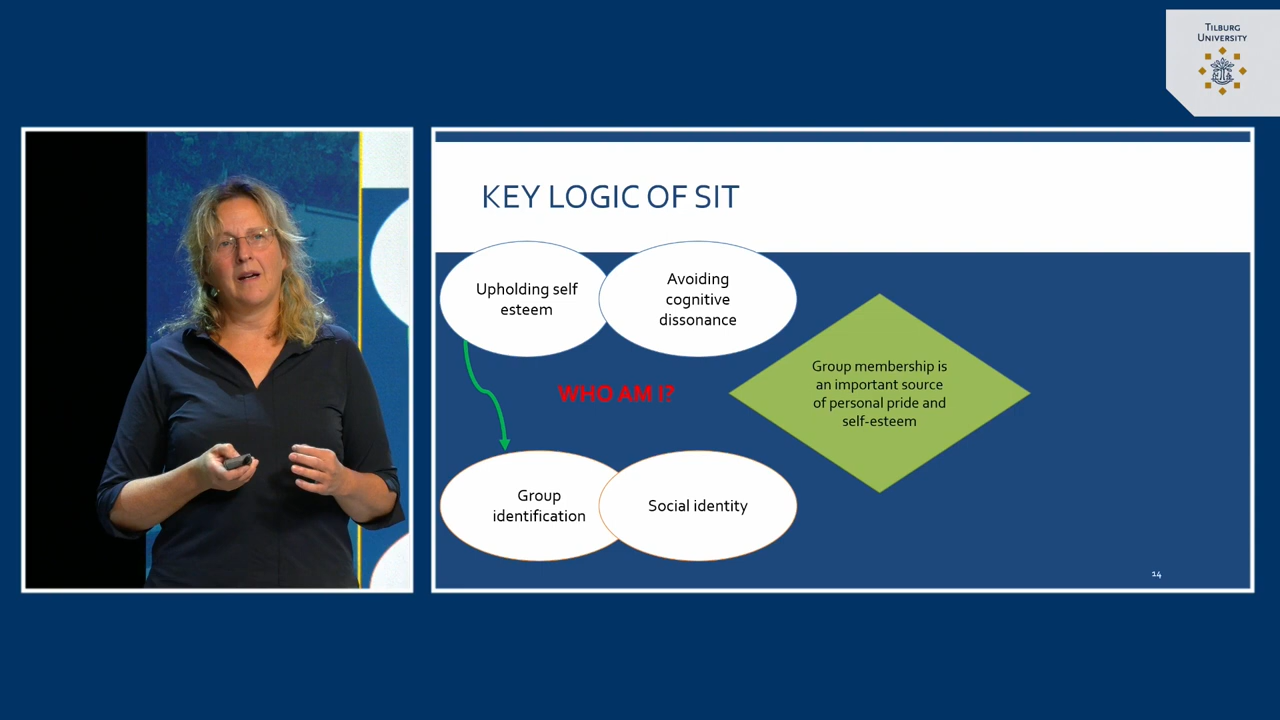 TILBURG
UNIVERSITY
KEY LOGIC OF SIT
Upholding self
esteem
Avoiding
cognitive
dissonance
WHO AM I?
Group membership is
an important source
of personal pride and
self-esteem
Group
identification
Social identity
14